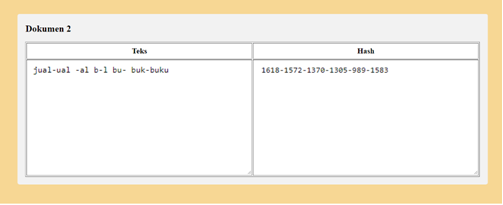 Dokumen 2
Teks
Hash
jual-ual -al b-l bu- buk-buku
1618-1572-1370-1305-989-1583